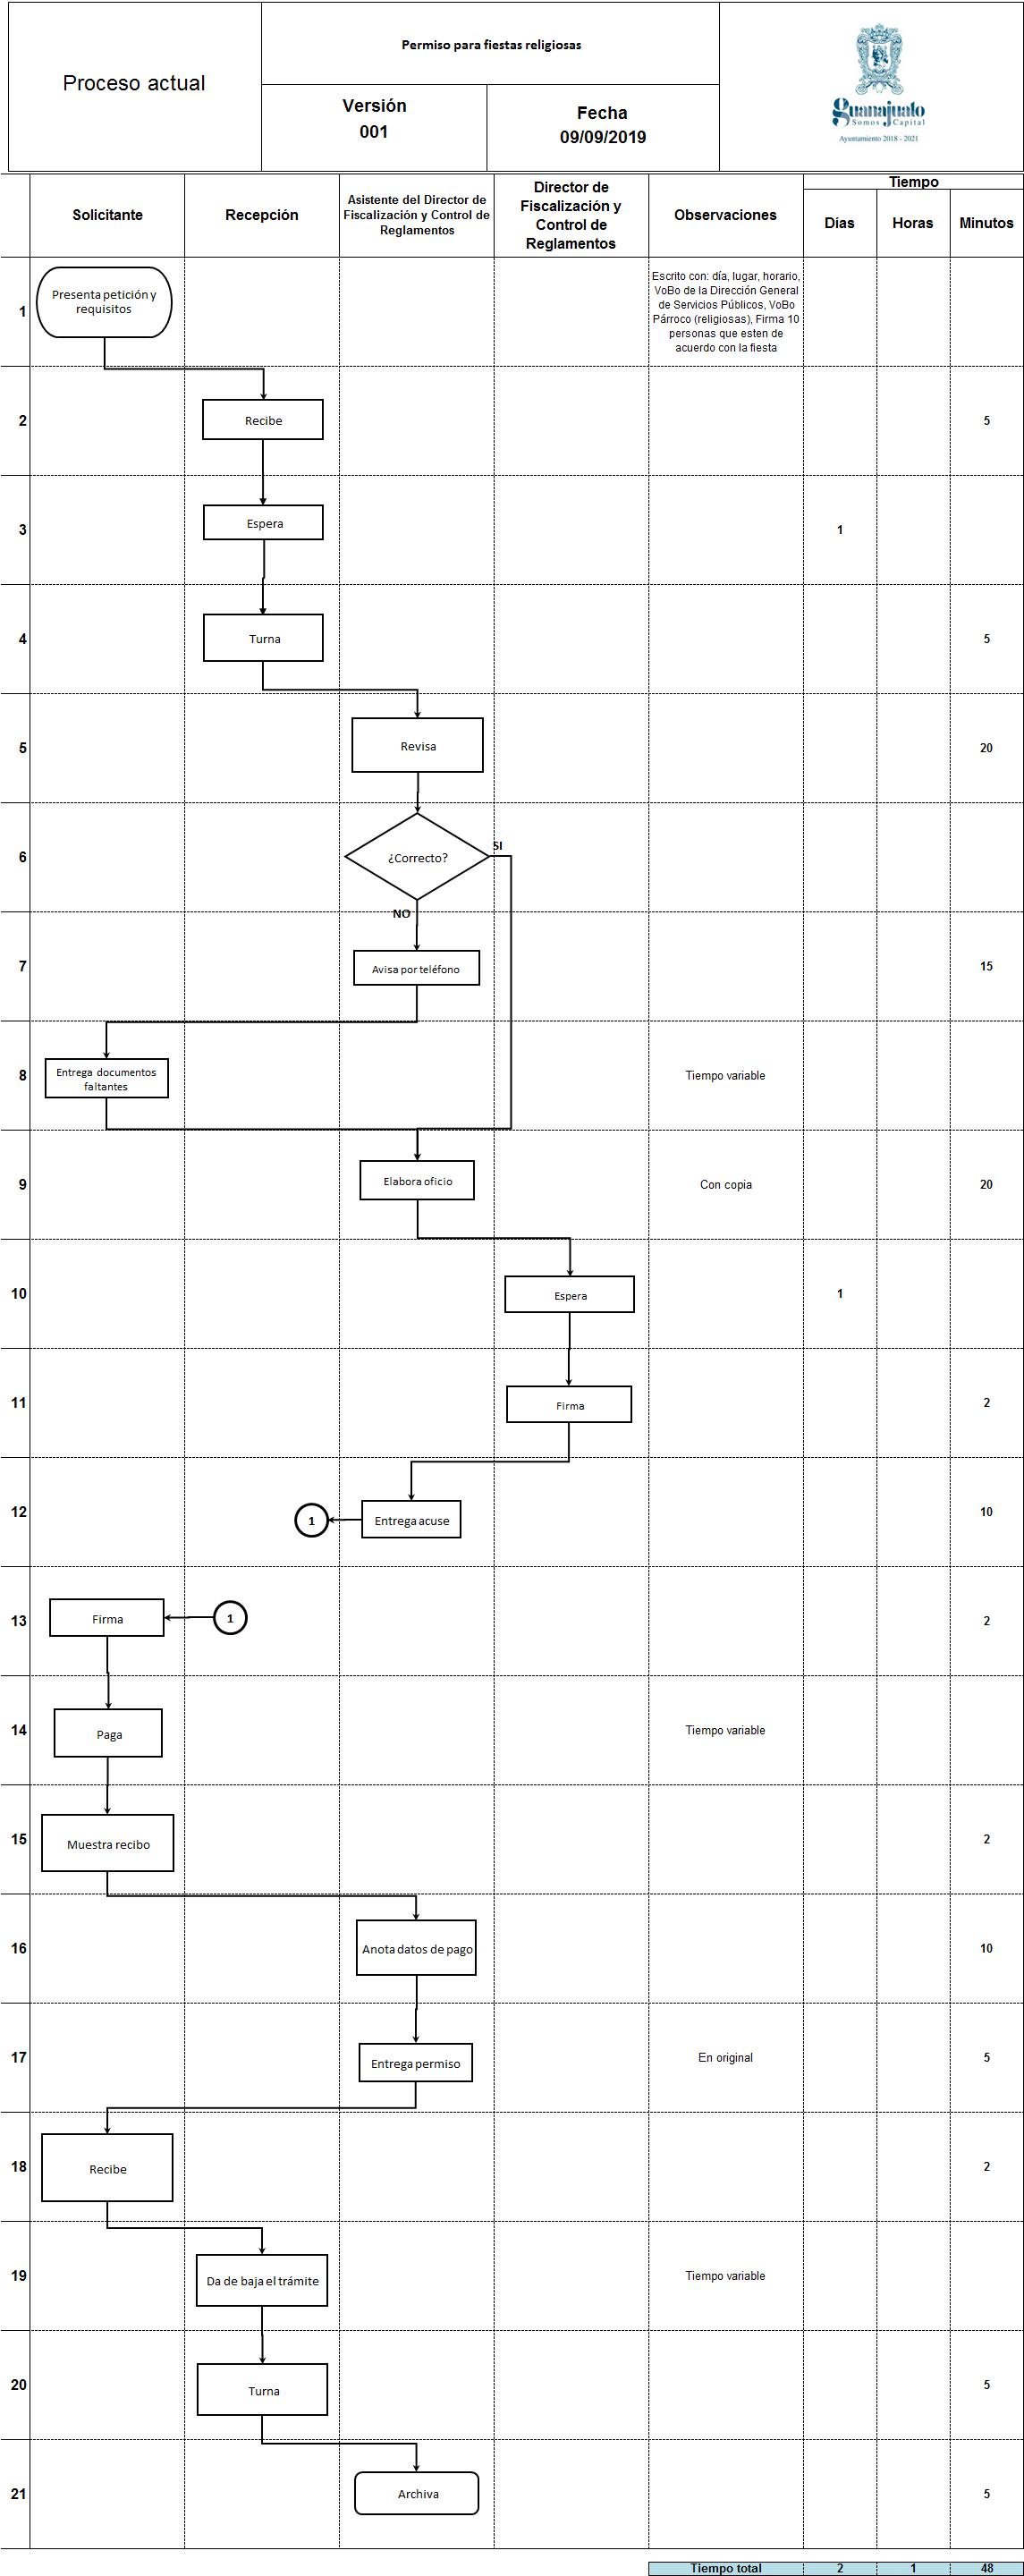 Proceso actual
Permiso para fiestas religiosas
Versión
001
Fecha
09/09/2019
guanajuato
Somos Capital
Ayuntamiento 2018 - 2021
Solicitante
Recepción
Asistente del Director de
Fiscalización y Control de
Reglamentos
Director de
Fiscalización y
Control de
Reglamentos
Observaciones
Tiempo
Días
Horas
Minutos
1
Presenta petición y
requisitos
Escrito con: día, lugar, horario,
VoBo de la Dirección General
de Servicios Públicos, VoBo
Párroco (religiosas), Firma 10
personas que esten de
acuerdo con la fiesta
2
Recibe
5
3
Espera
1
4
Turna
5
5
Revisa
20
6
¿Correcto?
SI
NO
7
Avisa por teléfono
15
8
Entrega documentos
faltantes
Tiempo variable
9
Elabora oficio
Con copia
20
10
Espera
1
11
Firma
2
12
1
Entrega acuse
10
13
Firma
1
2
14
Paga
Tiempo variable
15
Muestra recibo
2
16
Anota datos de pago
10
17
Entrega permiso
En original
5
18
Recibe
2
19
Da de baja el trámite
Tiempo variable
20
Turna
5
21
Archiva
5
Tiempo total
2
1
48